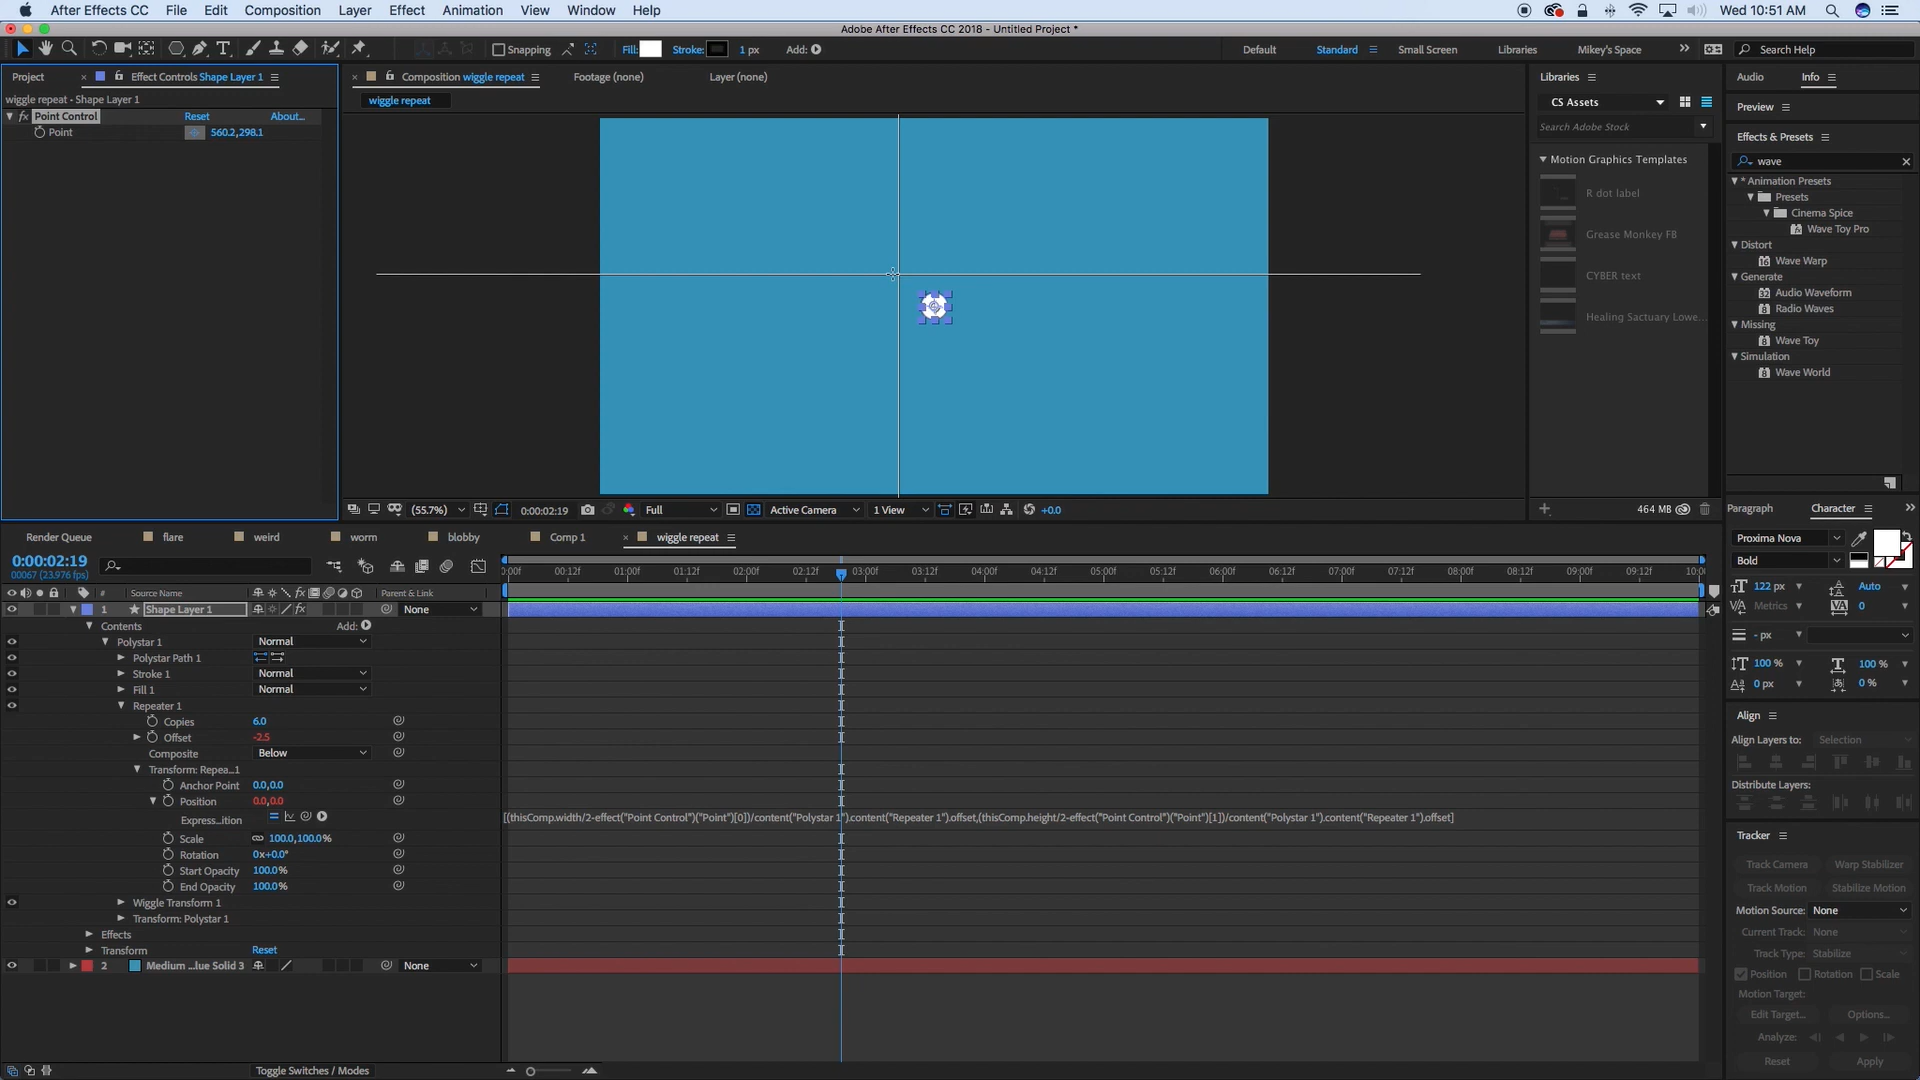 After Effects CC File Edit Composition Layer Effect Animation View Window Help Wed 10:51 AM
Adobe After Effects CC 2018 - Untitled Project *
Snapping Fill: Stroke: 1 px Add: Default Standard Small Screen Libraries Mikey's Space Search Help
Project Effect Controls Shape Layer 1 Composition wiggle repeat Footage (none) Layer (none) Libraries Audio Info
wiggle repeat • Shape Layer 1 wiggle repeat CS Assets Preview
fx Point Control Reset About...
Point 560.2,298.1
Search Adobe Stock Effects & Presets
Motion Graphics Templates wave
R dot label * Animation Presets
Presets
Cinema Spice
Grease Monkey FB Wave Toy Pro
Distort
Wave Warp
CYBER text Generate
Audio Waveform
Healing Sactuary Lowe... Radio Waves
Missing
Wave Toy
Simulation
Wave World
(55.7%) 0:00:02:19 Full Active Camera 1 View +0.0 464 MB Paragraph Character
Render Queue flare weird worm blobby Comp 1 wiggle repeat Proxima Nova
Bold
0:00:02:19
00067 (23.976 fps)
:00f 00:12f 01:00f 01:12f 02:00f 02:12f 03:00f 03:12f 04:00f 04:12f 05:00f 05:12f 06:00f 06:12f 07:00f 07:12f 08:00f 08:12f 09:00f 09:12f 10:0
122 px Auto
# Source Name Parent & Link Metrics 0
1 Shape Layer 1 None
Contents Add: - px
Polystar 1 Normal
Polystar Path 1 100 % 100 %
Stroke 1 Normal 0 px 0 %
Fill 1 Normal
Repeater 1
Copies 6.0 Align
Offset -2.5 Align Layers to: Selection
Composite Below
Transform: Repea...1
Anchor Point 0.0,0.0 Distribute Layers:
Position 0.0,0.0
Express...ition [(thisComp.width/2-effect("Point Control")("Point")[0])/content("Polystar 1").content("Repeater 1").offset,(thisComp.height/2-effect("Point Control")("Point")[1])/content("Polystar 1").content("Repeater 1").offset]
Scale 100.0,100.0% Tracker
Rotation 0x+0.0° Track Camera Warp Stabilizer
Start Opacity 100.0%
End Opacity 100.0% Track Motion Stabilize Motion
Wiggle Transform 1 Motion Source: None
Transform: Polystar 1
Effects Current Track: None
Transform Reset Track Type: Stabilize
2 Medium ...lue Solid 3 None Position Rotation Scale
Motion Target:
Edit Target... Options...
Analyze:
Reset Apply
Toggle Switches / Modes